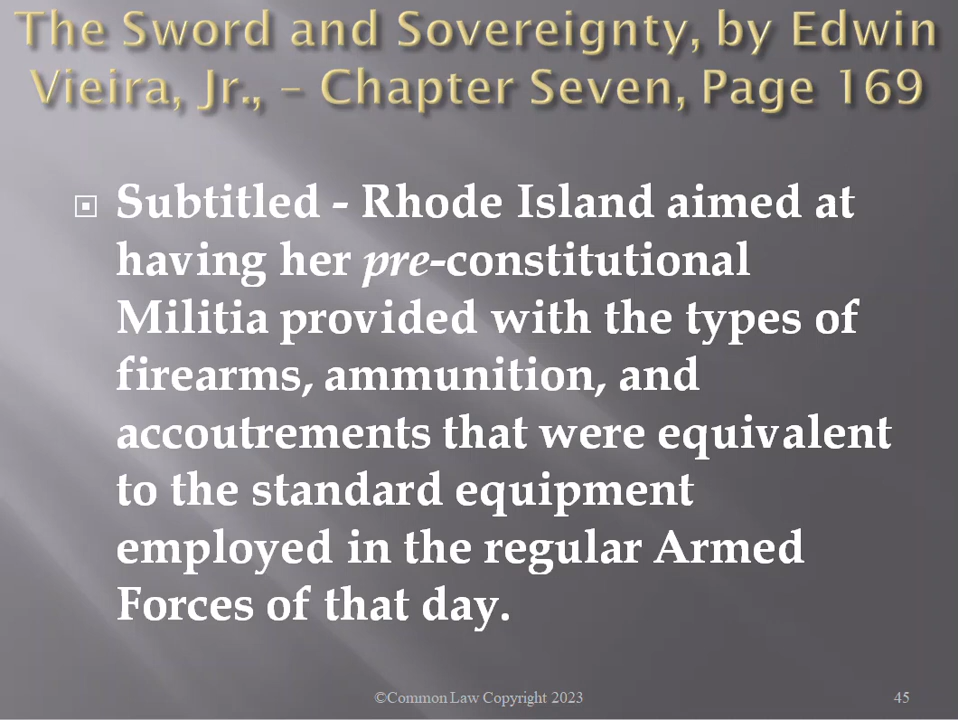 The Sword and Sovereignty, by Edwin
Vieira, Jr., – Chapter Seven, Page 169
Subtitled - Rhode Island aimed at
having her pre-constitutional
Militia provided with the types of
firearms, ammunition, and
accoutrements that were equivalent
to the standard equipment
employed in the regular Armed
Forces of that day.
©Common Law Copyright 2023
45